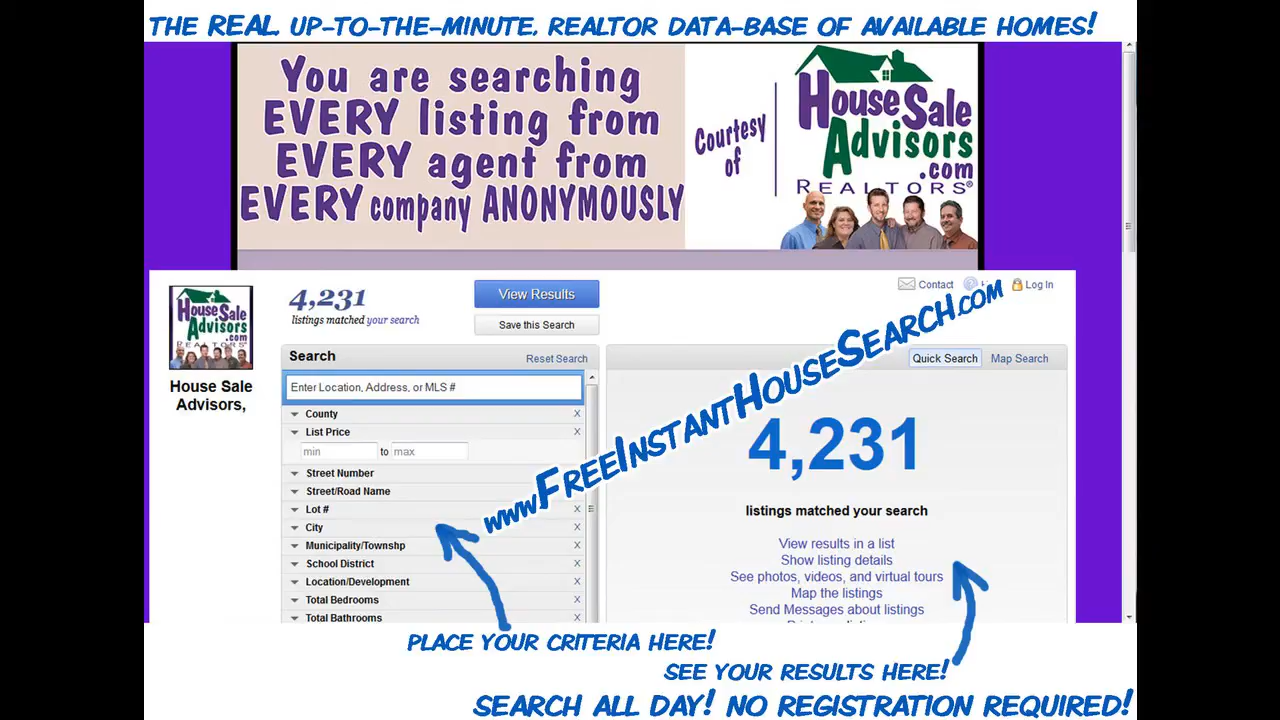 THE REAL, UP-TO-THE-MINUTE, REALTOR DATA-BASE OF AVAILABLE HOMES!
You are searching
EVERY listing from
EVERY agent from
EVERY company ANONYMOUSLY
Courtesy
of
HouseSale
Advisors
.com
REALTORS®
House Sale
Advisors
.com
REALTORS
House Sale
Advisors,
4,231
listings matched your search
View Results
Save this Search
Contact
Log In
Search
Reset Search
Quick Search
Map Search
Enter Location, Address, or MLS #
County X
List Price X
min to max
Street Number X
Street/Road Name X
Lot # X
City X
Municipality/Townshp X
School District X
Location/Development X
Total Bedrooms X
Total Bathrooms X
www.FreeInstantHouseSearch.com
4,231
listings matched your search
View results in a list
Show listing details
See photos, videos, and virtual tours
Map the listings
Send Messages about listings
PLACE YOUR CRITERIA HERE!
SEE YOUR RESULTS HERE!
SEARCH ALL DAY! NO REGISTRATION REQUIRED!